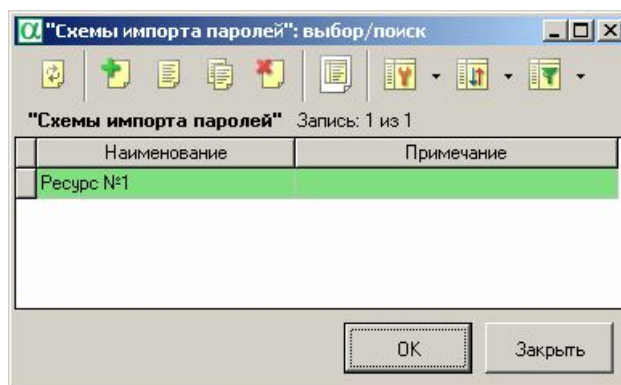 α "Схемы импорта паролей": выбор/поиск
"Схемы импорта паролей" Запись: 1 из 1
Наименование Примечание
Ресурс №1
OK Закрыть